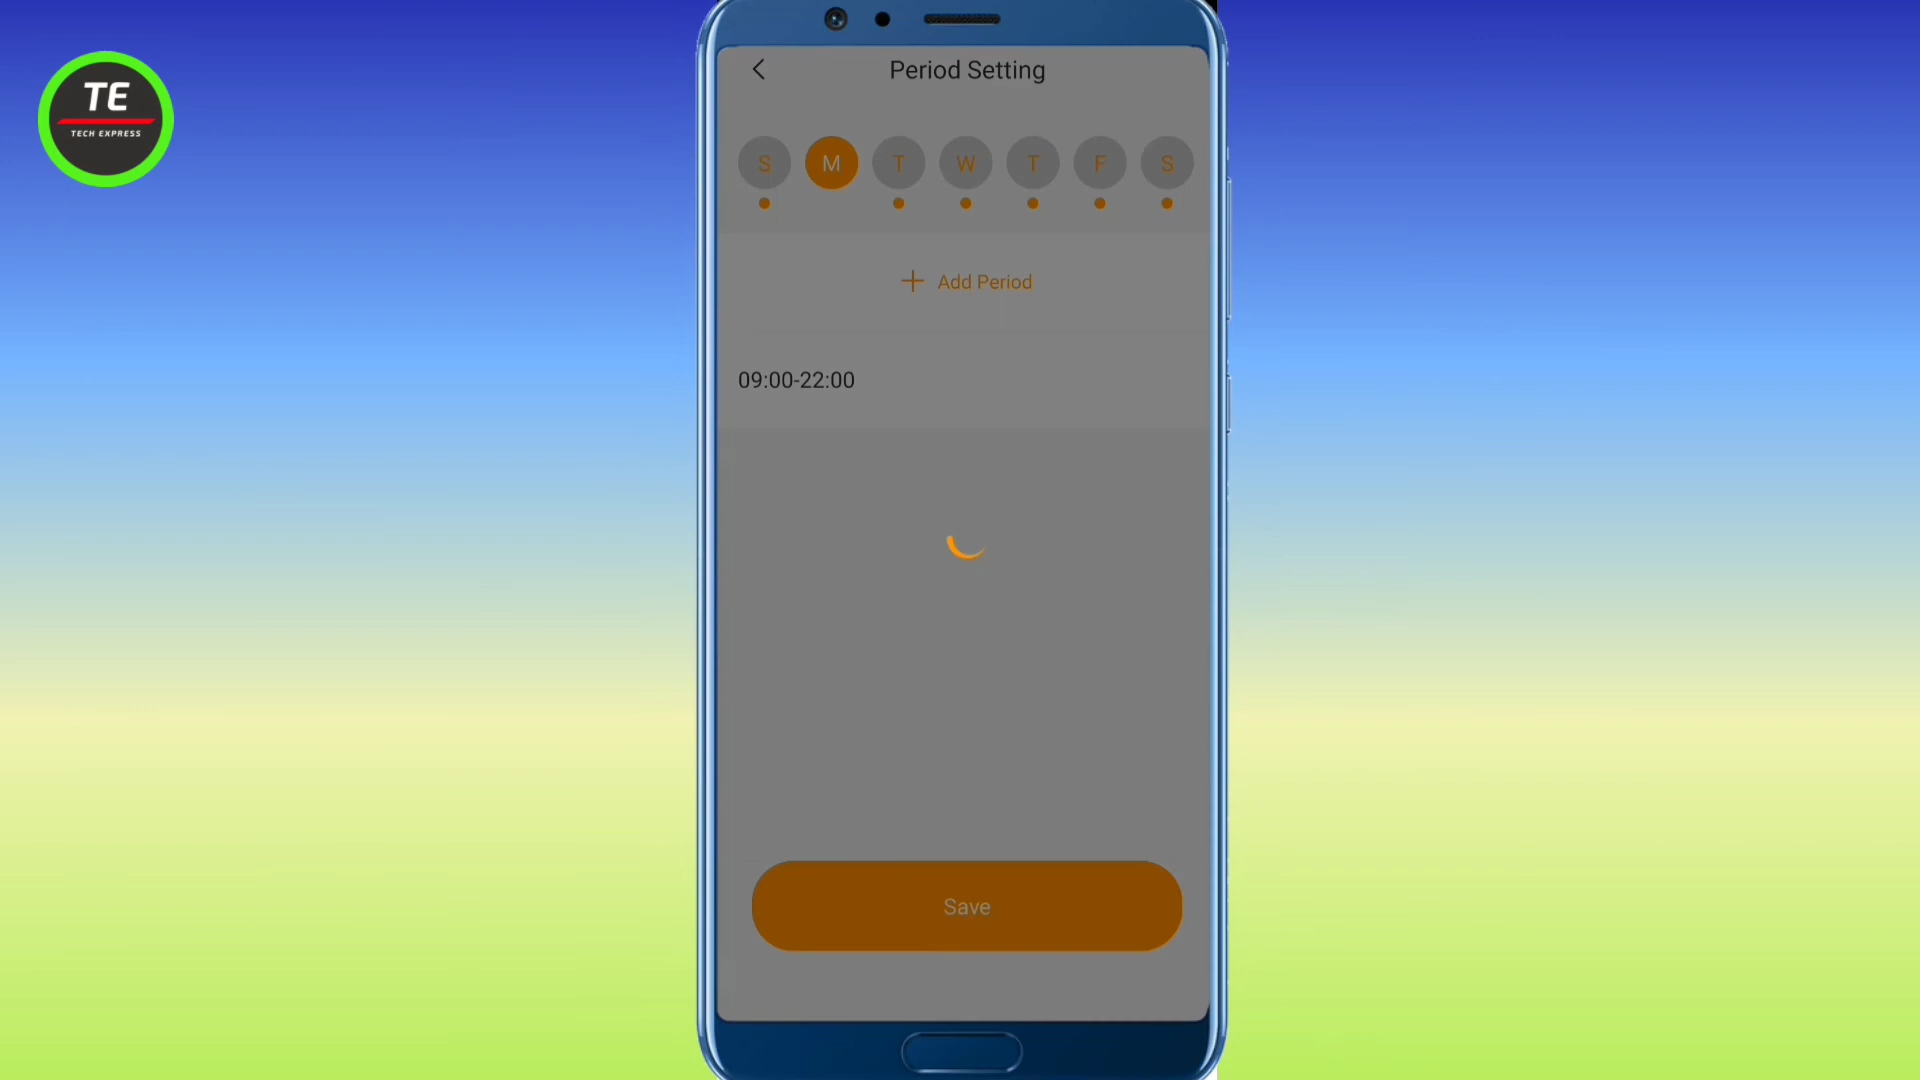 TE
TECH EXPRESS
Period Setting
S M T W T F S
+ Add Period
09:00-22:00
Save